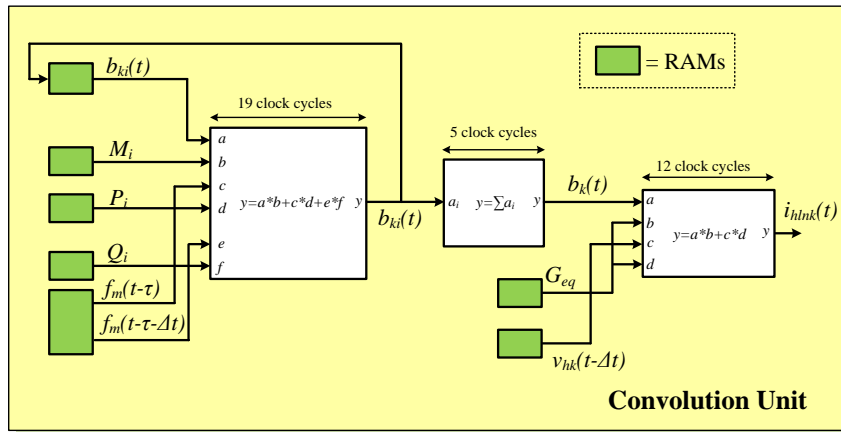 b_ki(t)
= RAMs
19 clock cycles
M_i
P_i
Q_i
f_m(t-τ)
f_m(t-τ-Δt)
a
b
c
d
e
f
y=a*b+c*d+e*f
y
b_ki(t)
5 clock cycles
a_i
y=∑a_i
y
b_k(t)
12 clock cycles
a
b
c
d
y=a*b+c*d
y
i_hlnk(t)
G_eq
v_hk(t-Δt)
Convolution Unit